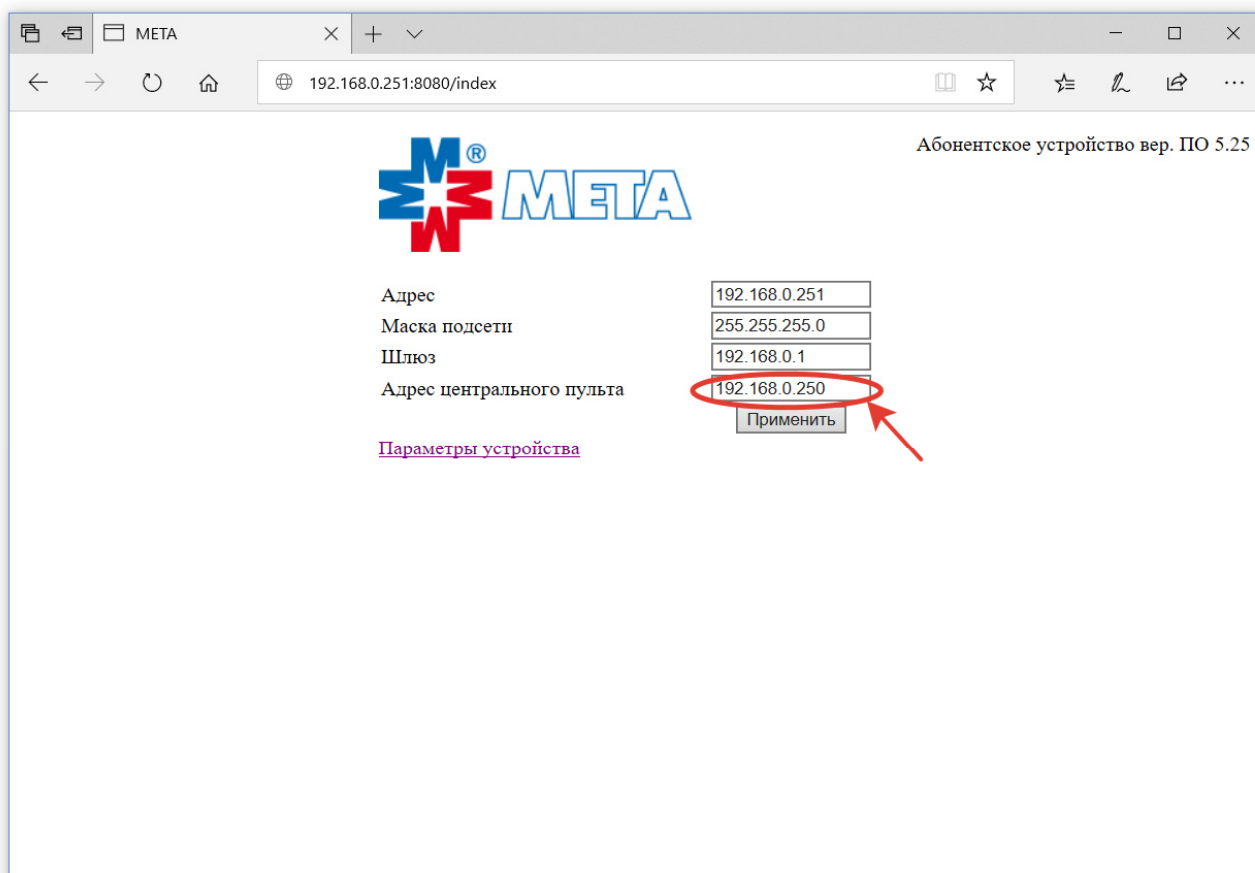 META
192.168.0.251:8080/index
Абонентское устройство вер. ПО 5.25
® META
Адрес 192.168.0.251
Маска подсети 255.255.255.0
Шлюз 192.168.0.1
Адрес центрального пульта 192.168.0.250
Применить
Параметры устройства